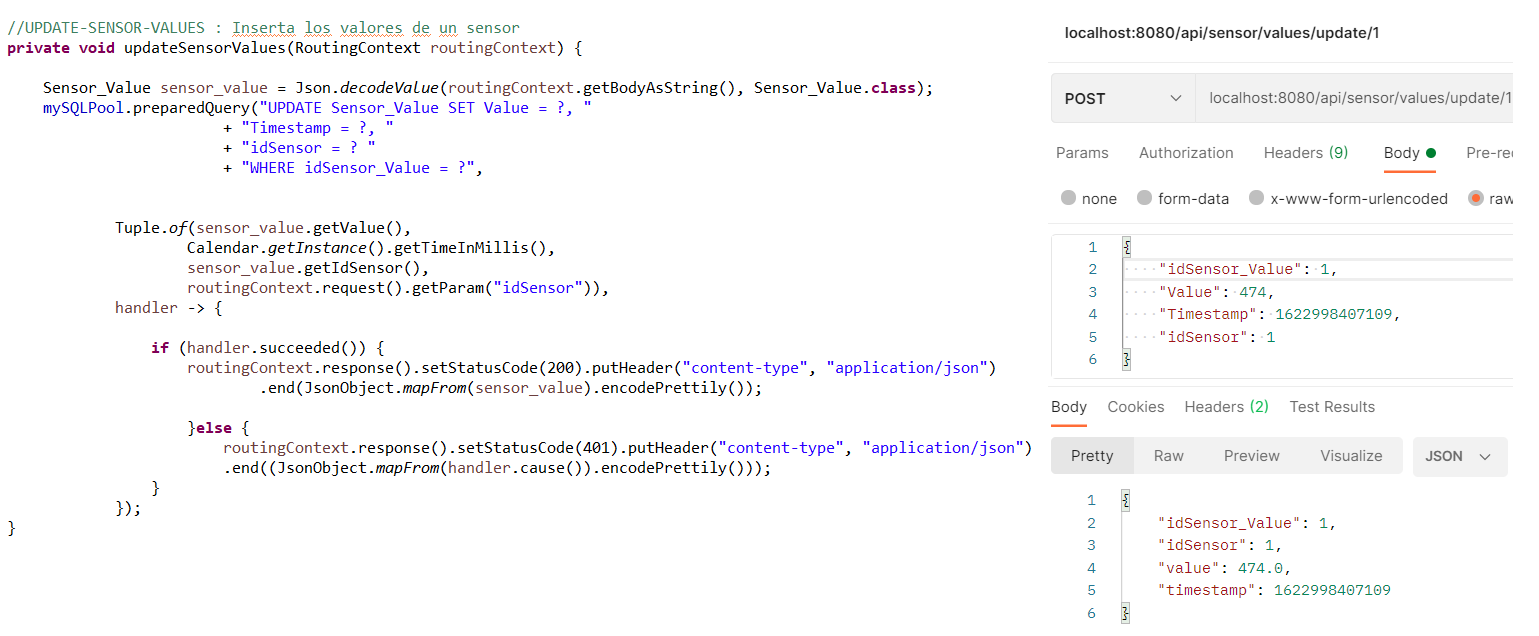 //UPDATE-SENSOR-VALUES : Inserta los valores de un sensor
private void updateSensorValues(RoutingContext routingContext) {
Sensor_Value sensor_value = Json.decodeValue(routingContext.getBodyAsString(), Sensor_Value.class);
mySQLPool.preparedQuery("UPDATE Sensor_Value SET Value = ?, "
+ "Timestamp = ?, "
+ "idSensor = ? "
+ "WHERE idSensor_Value = ?",
Tuple.of(sensor_value.getValue(),
Calendar.getInstance().getTimeInMillis(),
sensor_value.getIdSensor(),
routingContext.request().getParam("idSensor")),
handler -> {
if (handler.succeeded()) {
routingContext.response().setStatusCode(200).putHeader("content-type", "application/json")
.end(JsonObject.mapFrom(sensor_value).encodePrettily());
}else {
routingContext.response().setStatusCode(401).putHeader("content-type", "application/json")
.end((JsonObject.mapFrom(handler.cause()).encodePrettily()));
}
});
}
localhost:8080/api/sensor/values/update/1
POST localhost:8080/api/sensor/values/update/1
Params Authorization Headers (9) Body Pre-rec
none form-data x-www-form-urlencoded raw
1 {
2 "idSensor_Value": 1,
3 "Value": 474,
4 "Timestamp": 1622998407109,
5 "idSensor": 1
6 }
Body Cookies Headers (2) Test Results
Pretty Raw Preview Visualize JSON
1 {
2 "idSensor_Value": 1,
3 "idSensor": 1,
4 "value": 474.0,
5 "timestamp": 1622998407109
6 }